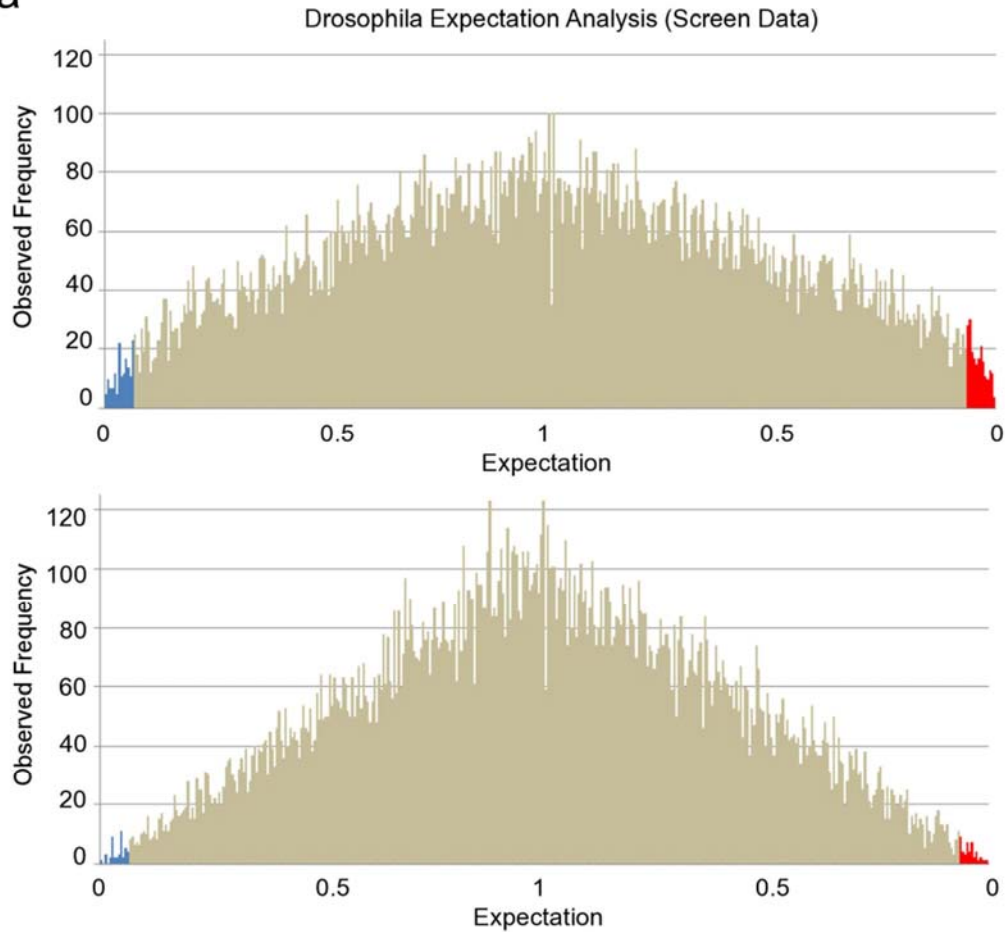 a
Drosophila Expectation Analysis (Screen Data)
Observed Frequency
120
100
80
60
40
20
0
0 0.5 1 0.5 0
Expectation
Observed Frequency
120
100
80
60
40
20
0
0 0.5 1 0.5 0
Expectation